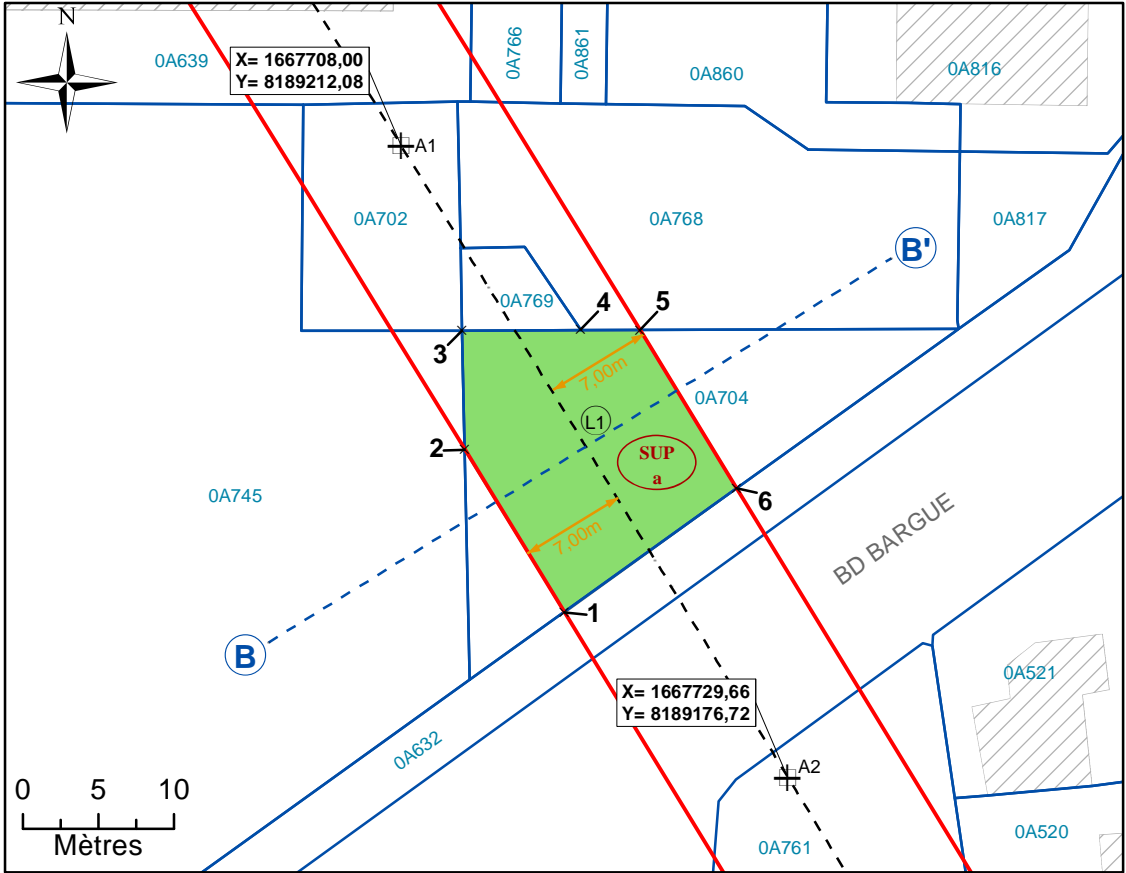 N
0A639
X= 1667708,00
Y= 8189212,08
0A766
0A861
0A860
0A816
A1
0A702
0A768
0A817
B'
0A769
4
5
3
7,00m
0A704
L1
2
SUP
a
0A745
6
7,00m
BD BARGUE
1
B
X= 1667729,66
Y= 8189176,72
0A521
0A632
A2
0 5 10
Mètres
0A761
0A520